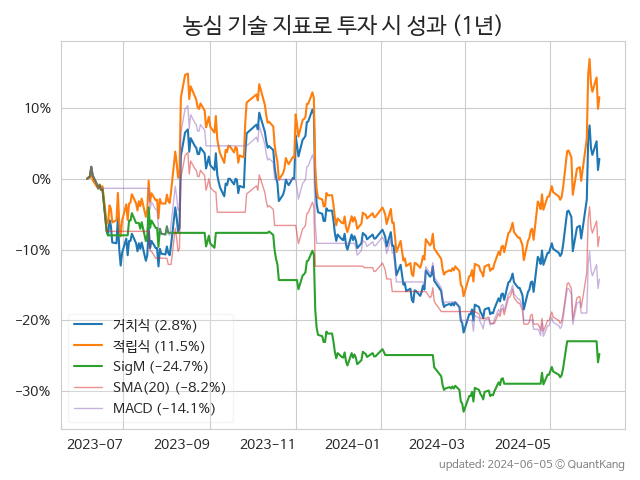 농심 기술 지표로 투자 시 성과 (1년)
10%
0%
−10%
−20%
−30%
거치식 (2.8%)
적립식 (11.5%)
SigM (−24.7%)
SMA(20) (−8.2%)
MACD (−14.1%)
2023-07 2023-09 2023-11 2024-01 2024-03 2024-05
updated: 2024-06-05 © QuantKang